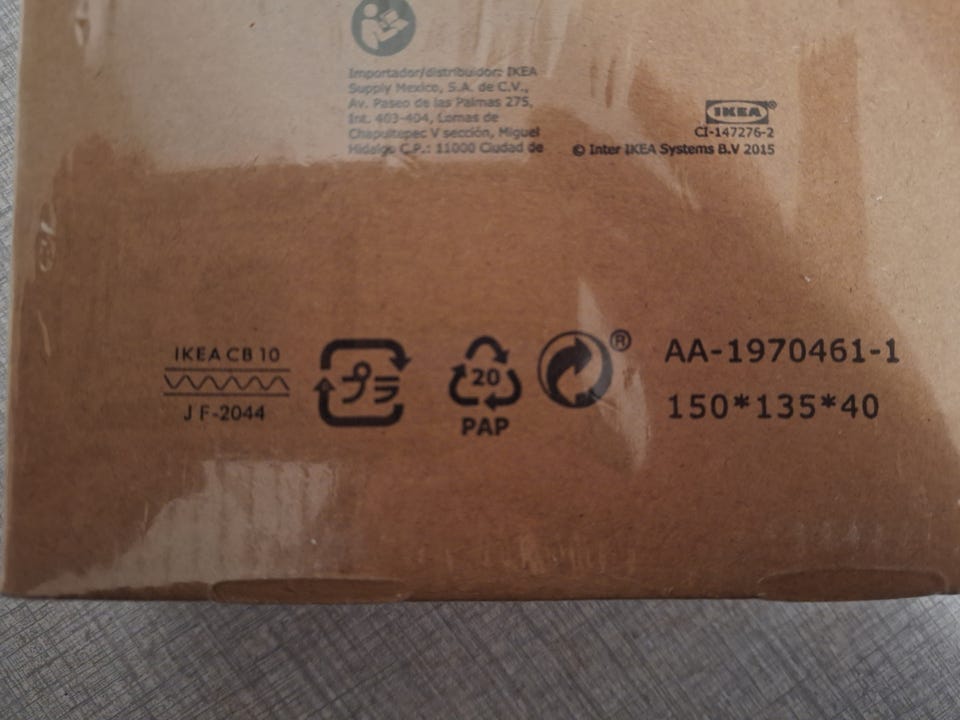 Importador/distribuidor: IKEA
Supply Mexico, S.A. de C.V.,
Av. Paseo de las Palmas 275,
Int. 403-404, Lomas de
Chapultepec V sección, Miguel
Hidalgo C.P.: 11000 Ciudad de
IKEA®
CI-147276-2
© Inter IKEA Systems B.V 2015
IKEA CB 10
J F-2044
プラ
20
PAP
®
AA-1970461-1
150*135*40